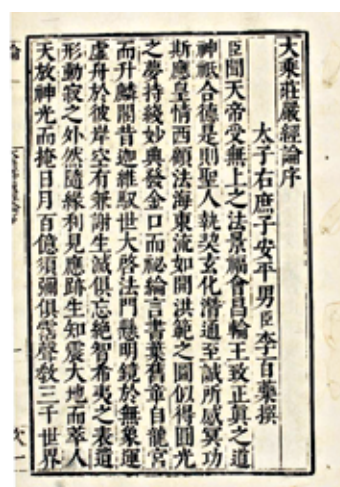 大乘莊嚴經論序
太子右庶子安平男臣李百藥撰
臣聞天帝受無上之法景福會昌輪王致正真之道
神祇合德是則聖人執契玄化潛通至誠所感冥功
斯應皇情西顧法海東流如開洪範之圖似得圓光
之夢持綫妙典發金口而祕綸言書葉舊章自龍宮
而升麟閣昔迦維馭世大啓法門懸明鏡於無象運
虛舟於彼岸空有兼謝生滅俱忘絶智希夷之表遺
形動寂之外然隨緣利見應跡生知震大地而萃人
天放神光而掩日月百億須彌俱霑聲教三千世界